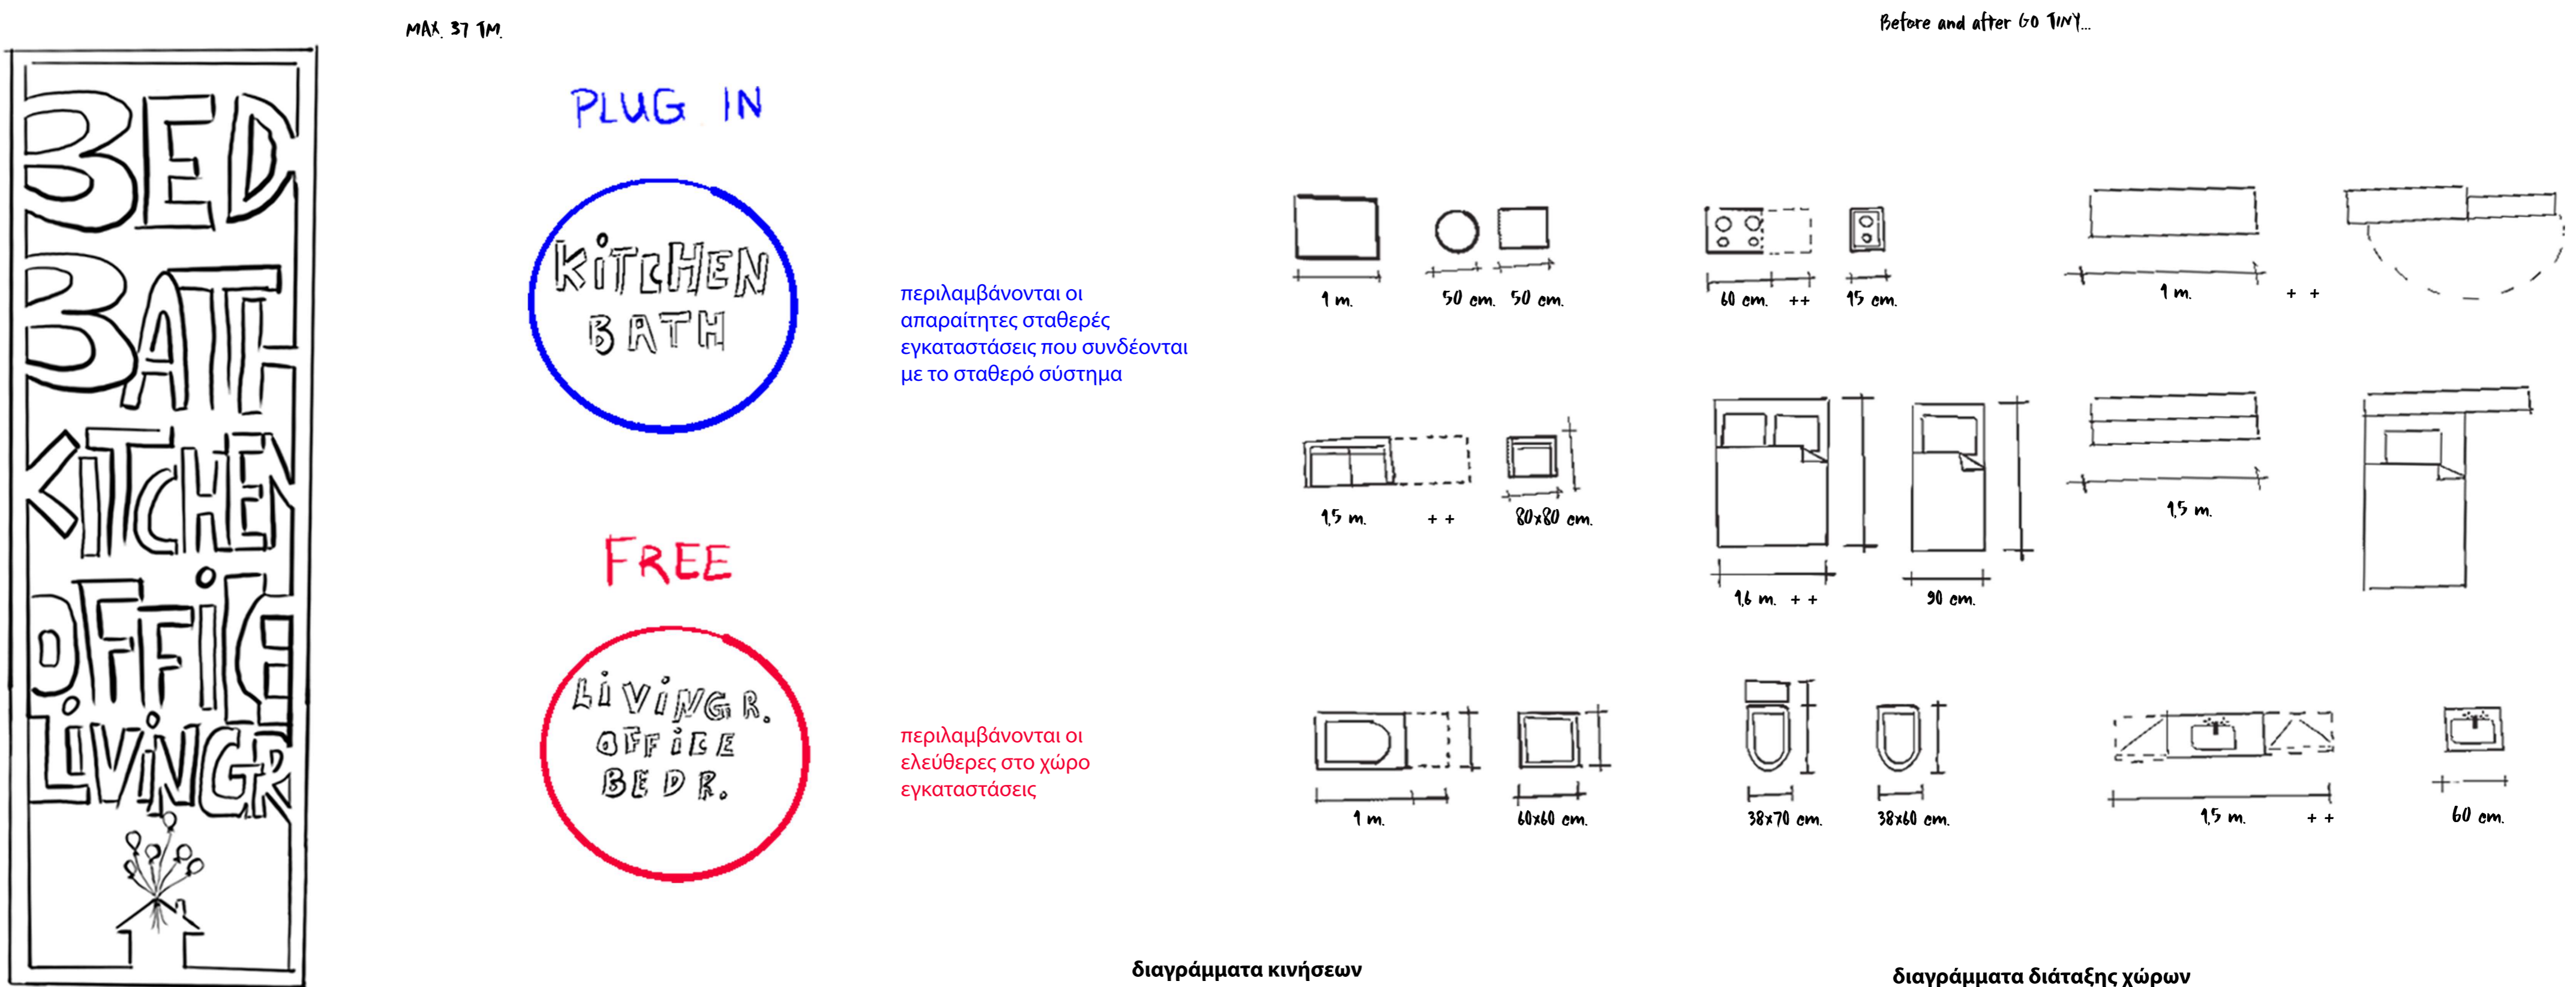 BED
BATH
KiTCHEN
OFFiCE
LiViNGR
MAX. 37 TM.
PLUG IN
KiTCHEN
BATH
περιλαμβάνονται οι
απαραίτητες σταθερές
εγκαταστάσεις που συνδέονται
με το σταθερό σύστημα
FREE
LiViNGR.
OFFiCE
BEDR.
περιλαμβάνονται οι
ελεύθερες στο χώρο
εγκαταστάσεις
Before and after GO TINY...
1 m. 50 cm. 50 cm. 60 cm. ++ 15 cm. 1 m. + +
1,5 m. + + 80x80 cm. 1,6 m. + + 90 cm. 1,5 m.
1 m. 60x60 cm. 38x70 cm. 38x60 cm. 1,5 m. + + 60 cm.
διαγράμματα κινήσεων
διαγράμματα διάταξης χώρων